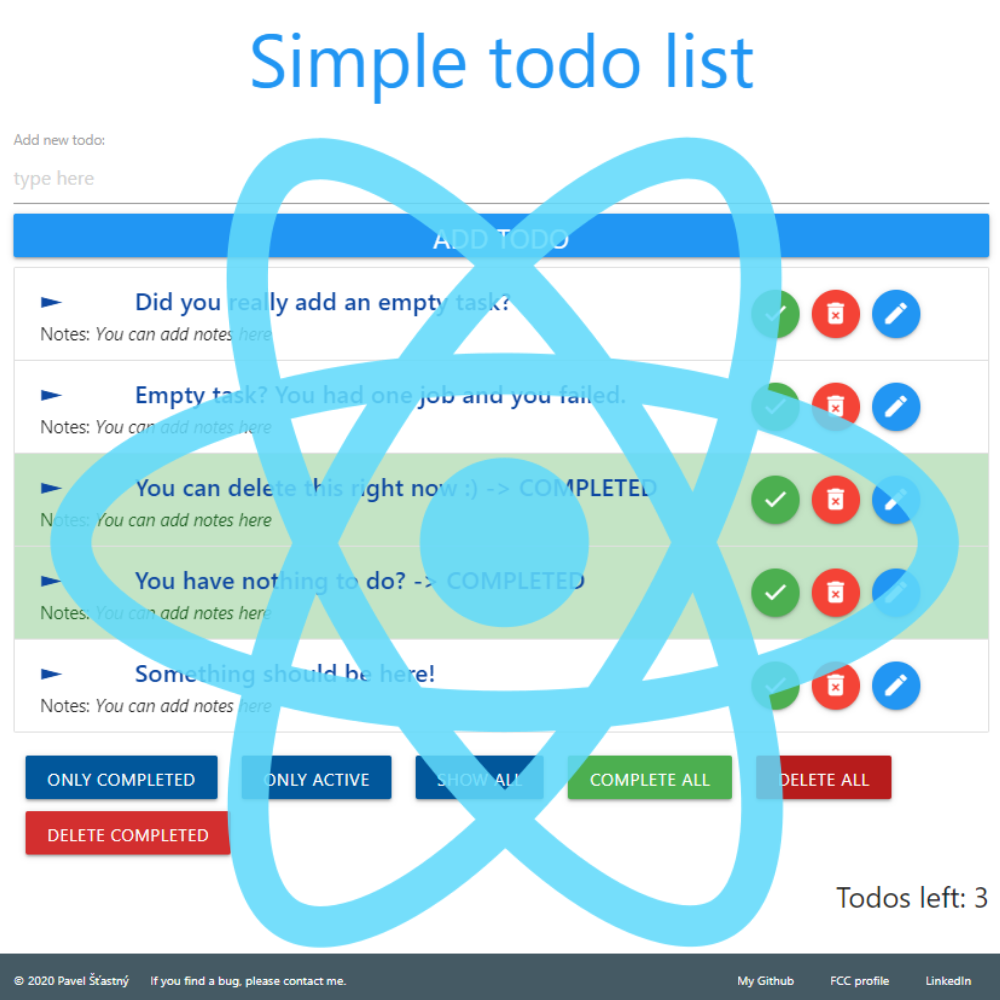 Simple todo list
Add new todo:
type here
ADD TODO
Did you really add an empty task?
Notes: You can add notes here
Empty task? You had one job and you failed.
Notes: You can add notes here
You can delete this right now :) -> COMPLETED
Notes: You can add notes here
You have nothing to do? -> COMPLETED
Notes: You can add notes here
Something should be here!
Notes: You can add notes here
ONLY COMPLETED ONLY ACTIVE SHOW ALL COMPLETE ALL DELETE ALL
DELETE COMPLETED
Todos left: 3
© 2020 Pavel Šťastný If you find a bug, please contact me. My Github FCC profile LinkedIn